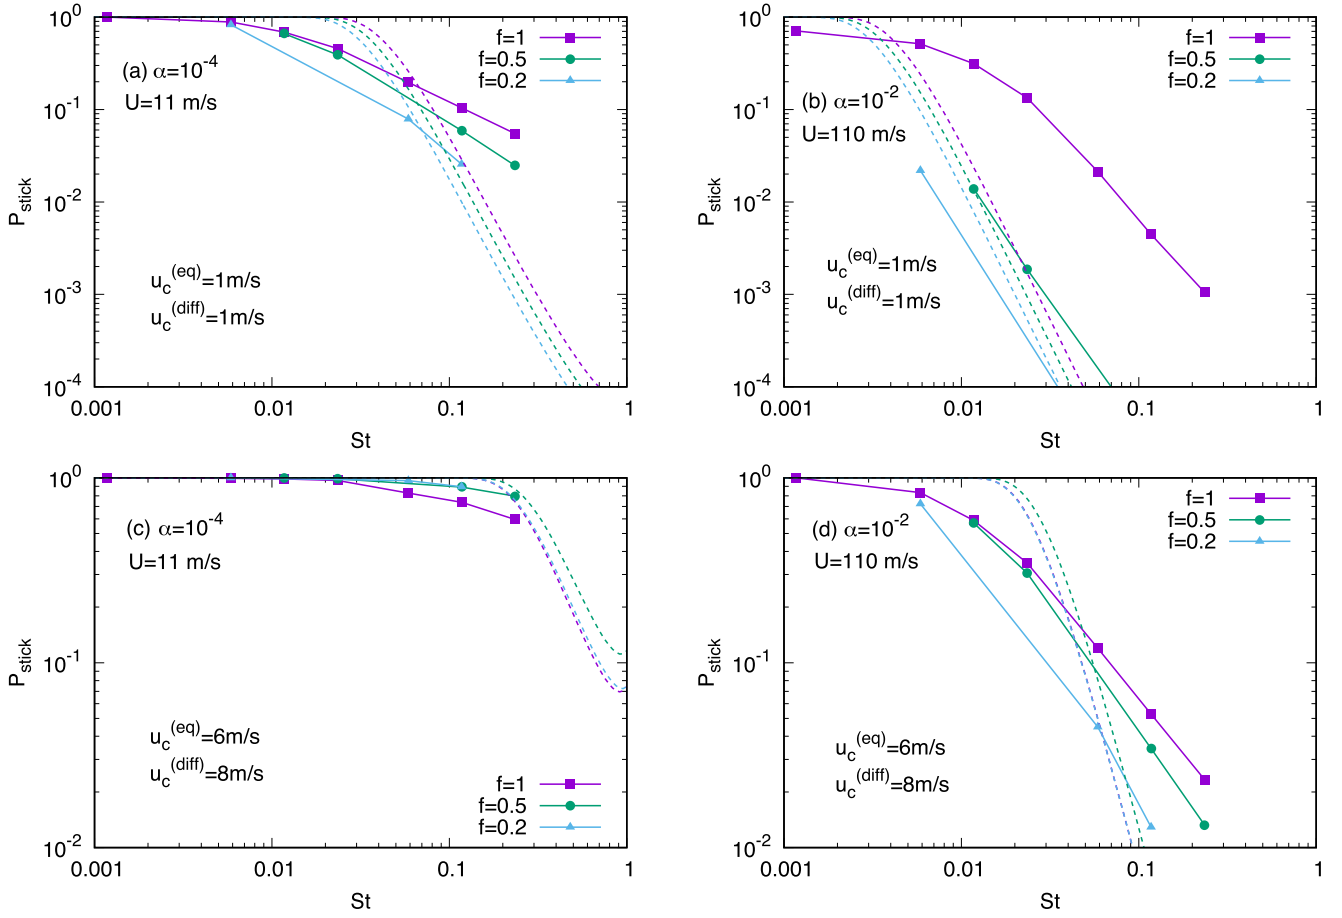 f=1
f=0.5
f=0.2
(a) α=10^-4
U=11 m/s
u_c^(eq)=1m/s
u_c^(diff)=1m/s
P_stick
10^0
10^-1
10^-2
10^-3
10^-4
0.001
0.01
0.1
1
St
f=1
f=0.5
f=0.2
(b) α=10^-2
U=110 m/s
u_c^(eq)=1m/s
u_c^(diff)=1m/s
P_stick
10^0
10^-1
10^-2
10^-3
10^-4
0.001
0.01
0.1
1
St
(c) α=10^-4
U=11 m/s
u_c^(eq)=6m/s
u_c^(diff)=8m/s
f=1
f=0.5
f=0.2
P_stick
10^0
10^-1
10^-2
0.001
0.01
0.1
1
St
f=1
f=0.5
f=0.2
(d) α=10^-2
U=110 m/s
u_c^(eq)=6m/s
u_c^(diff)=8m/s
P_stick
10^0
10^-1
10^-2
0.001
0.01
0.1
1
St